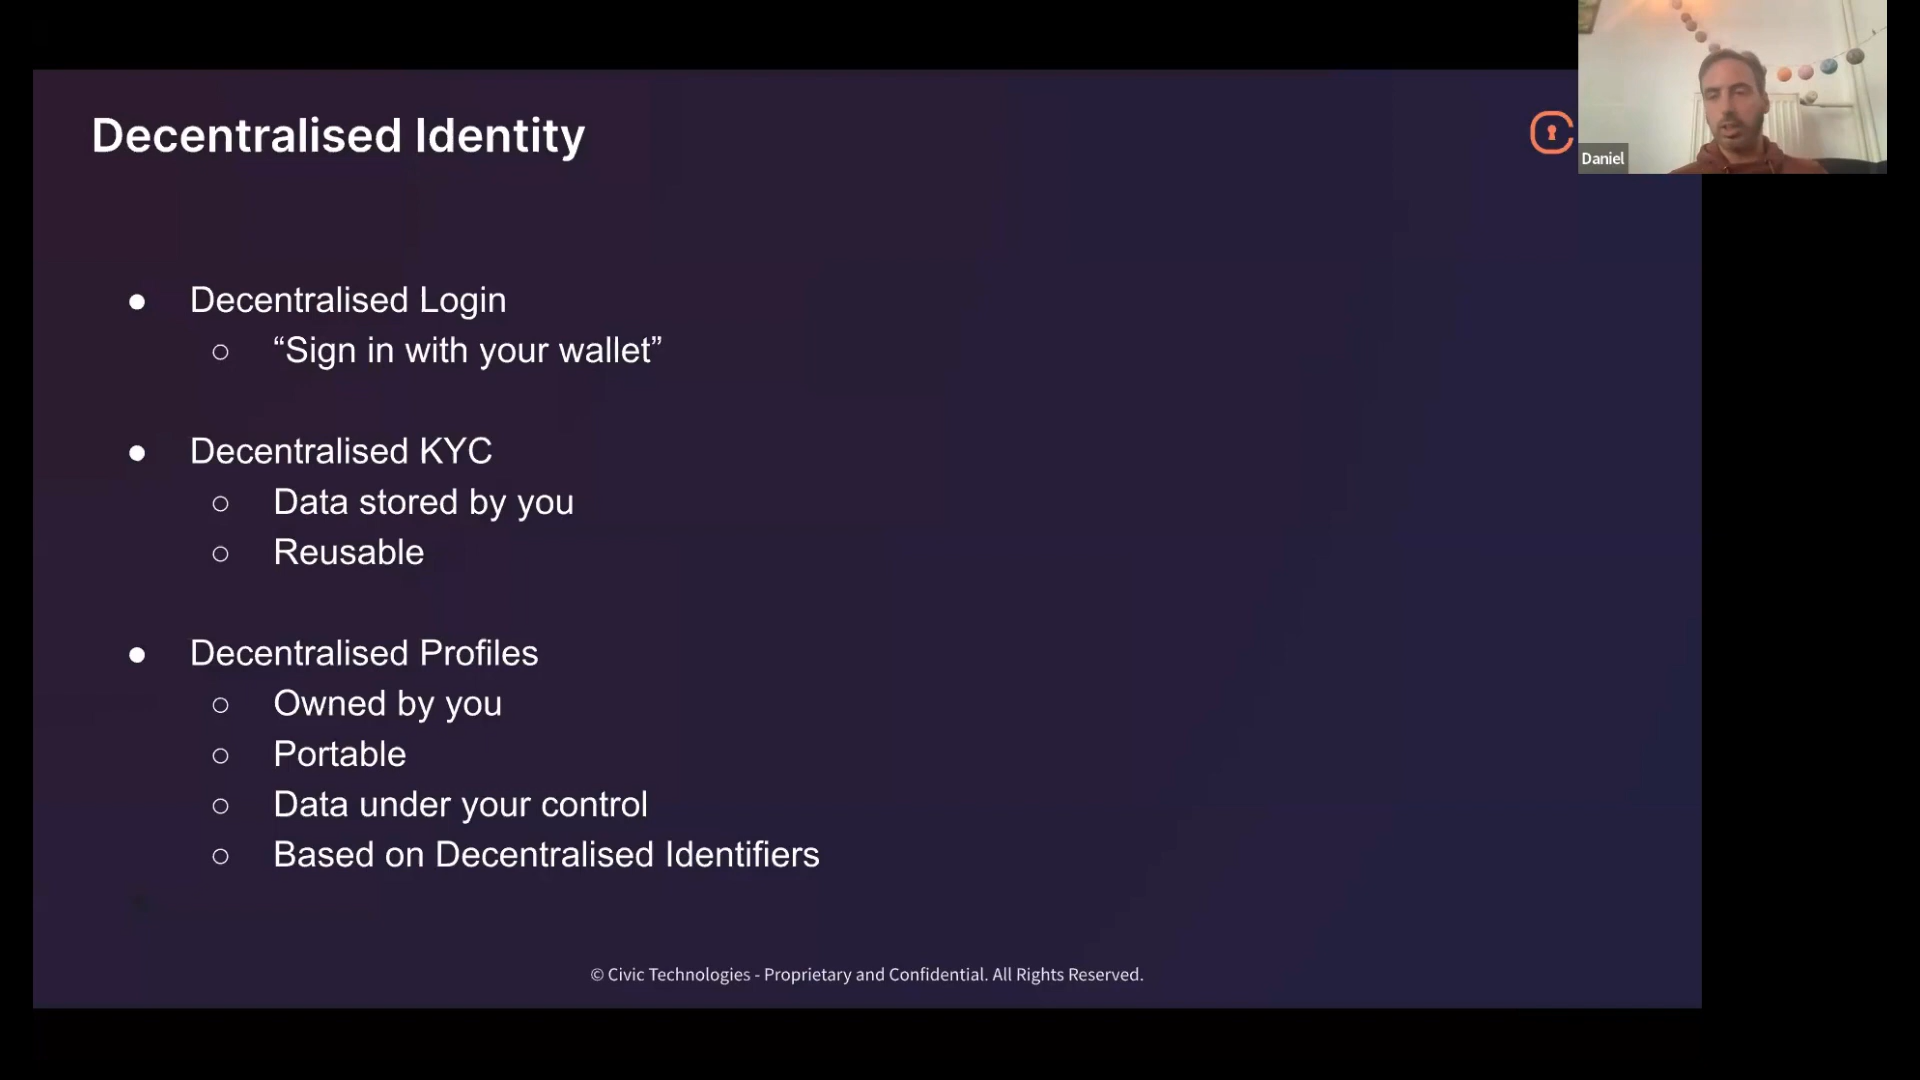 Decentralised Identity
Daniel
● Decentralised Login
○ “Sign in with your wallet”
● Decentralised KYC
○ Data stored by you
○ Reusable
● Decentralised Profiles
○ Owned by you
○ Portable
○ Data under your control
○ Based on Decentralised Identifiers
© Civic Technologies - Proprietary and Confidential. All Rights Reserved.